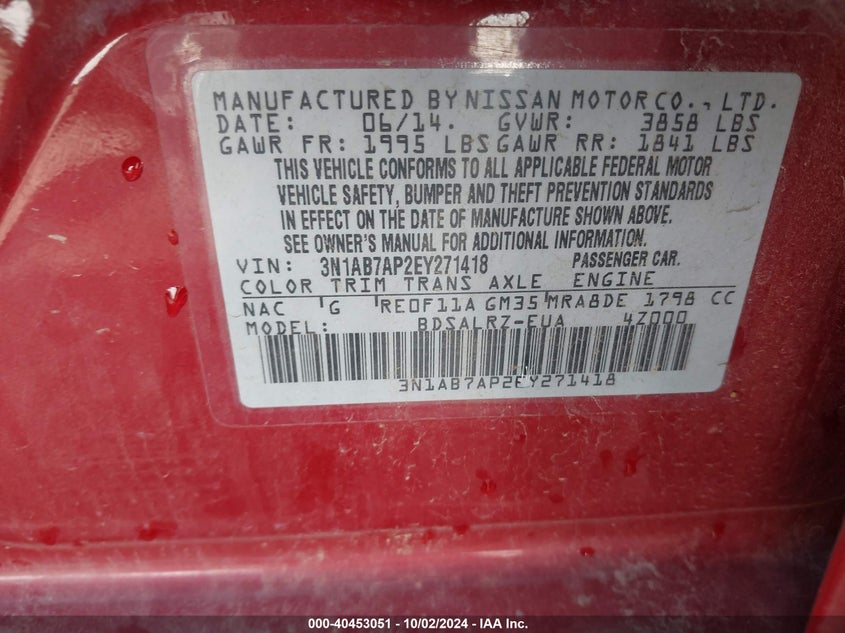 MANUFACTURED BY NISSAN MOTOR CO., LTD.
DATE: 06/14. GVWR: 3858 LBS
GAWR FR: 1995 LBS GAWR RR: 1841 LBS
THIS VEHICLE CONFORMS TO ALL APPLICABLE FEDERAL MOTOR
VEHICLE SAFETY, BUMPER AND THEFT PREVENTION STANDARDS
IN EFFECT ON THE DATE OF MANUFACTURE SHOWN ABOVE.
SEE OWNER'S MANUAL FOR ADDITIONAL INFORMATION.
VIN: 3N1AB7AP2EY271418 PASSENGER CAR.
COLOR TRIM TRANS AXLE ENGINE
NAC 'G RE0F11A GM35 MRA8DE 1798 CC
MODEL: BDSALRZ-EUA 4Z000
3N1AB7AP2EY271418
000-40453051 - 10/02/2024 - IAA Inc.